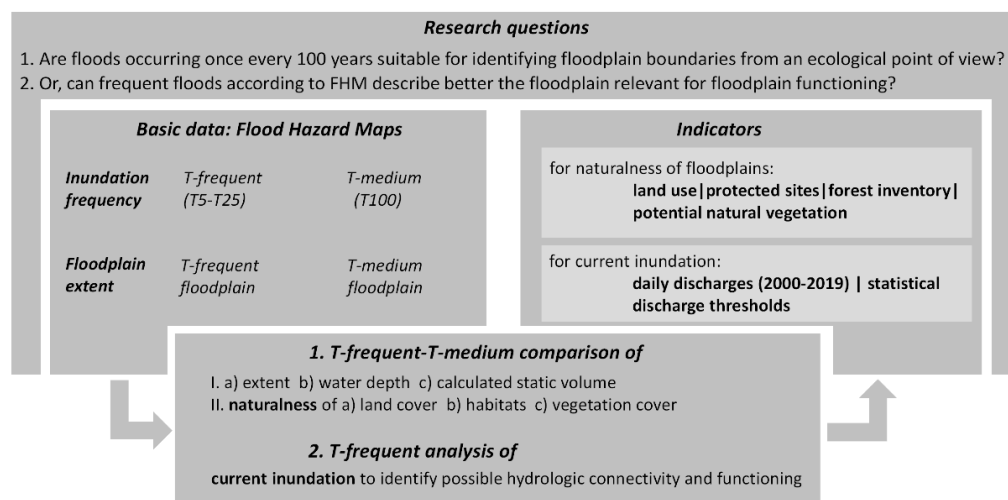 Research questions
1. Are floods occurring once every 100 years suitable for identifying floodplain boundaries from an ecological point of view?
2. Or, can frequent floods according to FHM describe better the floodplain relevant for floodplain functioning?
Basic data: Flood Hazard Maps
Inundation frequency
T-frequent
(T5-T25)
T-medium
(T100)
Floodplain extent
T-frequent
floodplain
T-medium
floodplain
Indicators
for naturalness of floodplains:
land use|protected sites|forest inventory|
potential natural vegetation
for current inundation:
daily discharges (2000-2019) | statistical
discharge thresholds
1. T-frequent-T-medium comparison of
I. a) extent b) water depth c) calculated static volume
II. naturalness of a) land cover b) habitats c) vegetation cover
2. T-frequent analysis of
current inundation to identify possible hydrologic connectivity and functioning